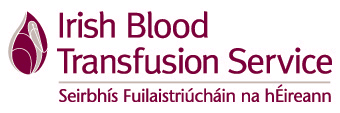 Irish Blood
Transfusion Service
Seirbhís Fuilaistriúcháin na hÉireann